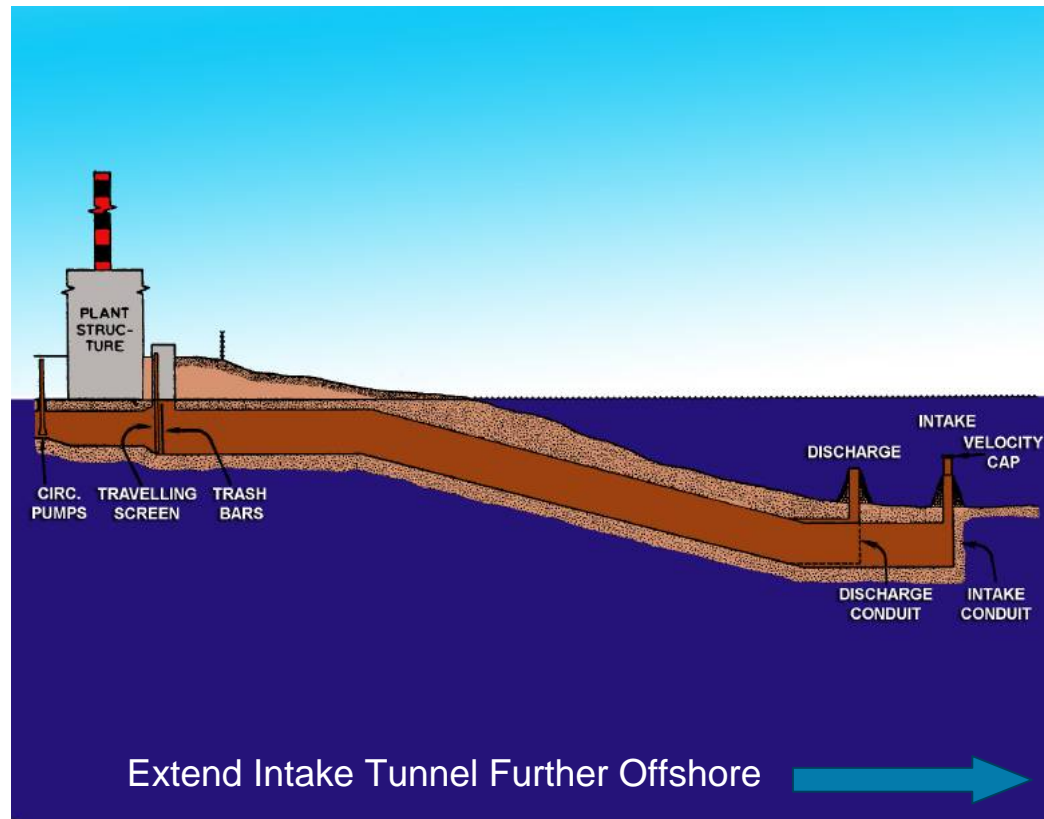 PLANT
STRUC-
TURE
INTAKE
DISCHARGE
VELOCITY
CAP
CIRC.
PUMPS
TRAVELLING
SCREEN
TRASH
BARS
DISCHARGE
CONDUIT
INTAKE
CONDUIT
Extend Intake Tunnel Further Offshore